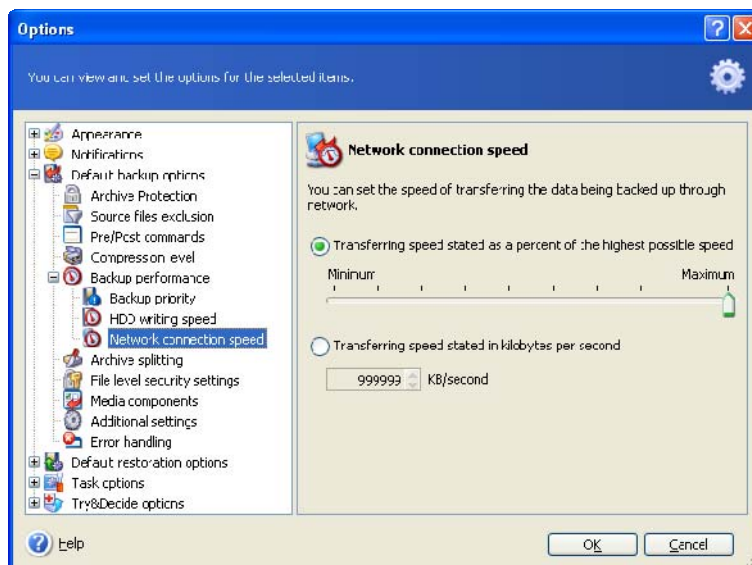 Options
You can view and set the options for the selected items.
Appearance
Notifications
Default backup options
Archive Protection
Source files exclusion
Pre/Post commands
Compression level
Backup performance
Backup priority
HDD writing speed
Network connection speed
Archive splitting
File level security settings
Media components
Additional settings
Error handling
Default restoration options
Task options
Try&Decide options
Network connection speed
You can set the speed of transferring the data being backed up through
network.
Transferring speed stated as a percent of the highest possible speed
Minimum Maximum
Transferring speed stated in kilobytes per second
999999 KB/second
Help
OK Cancel